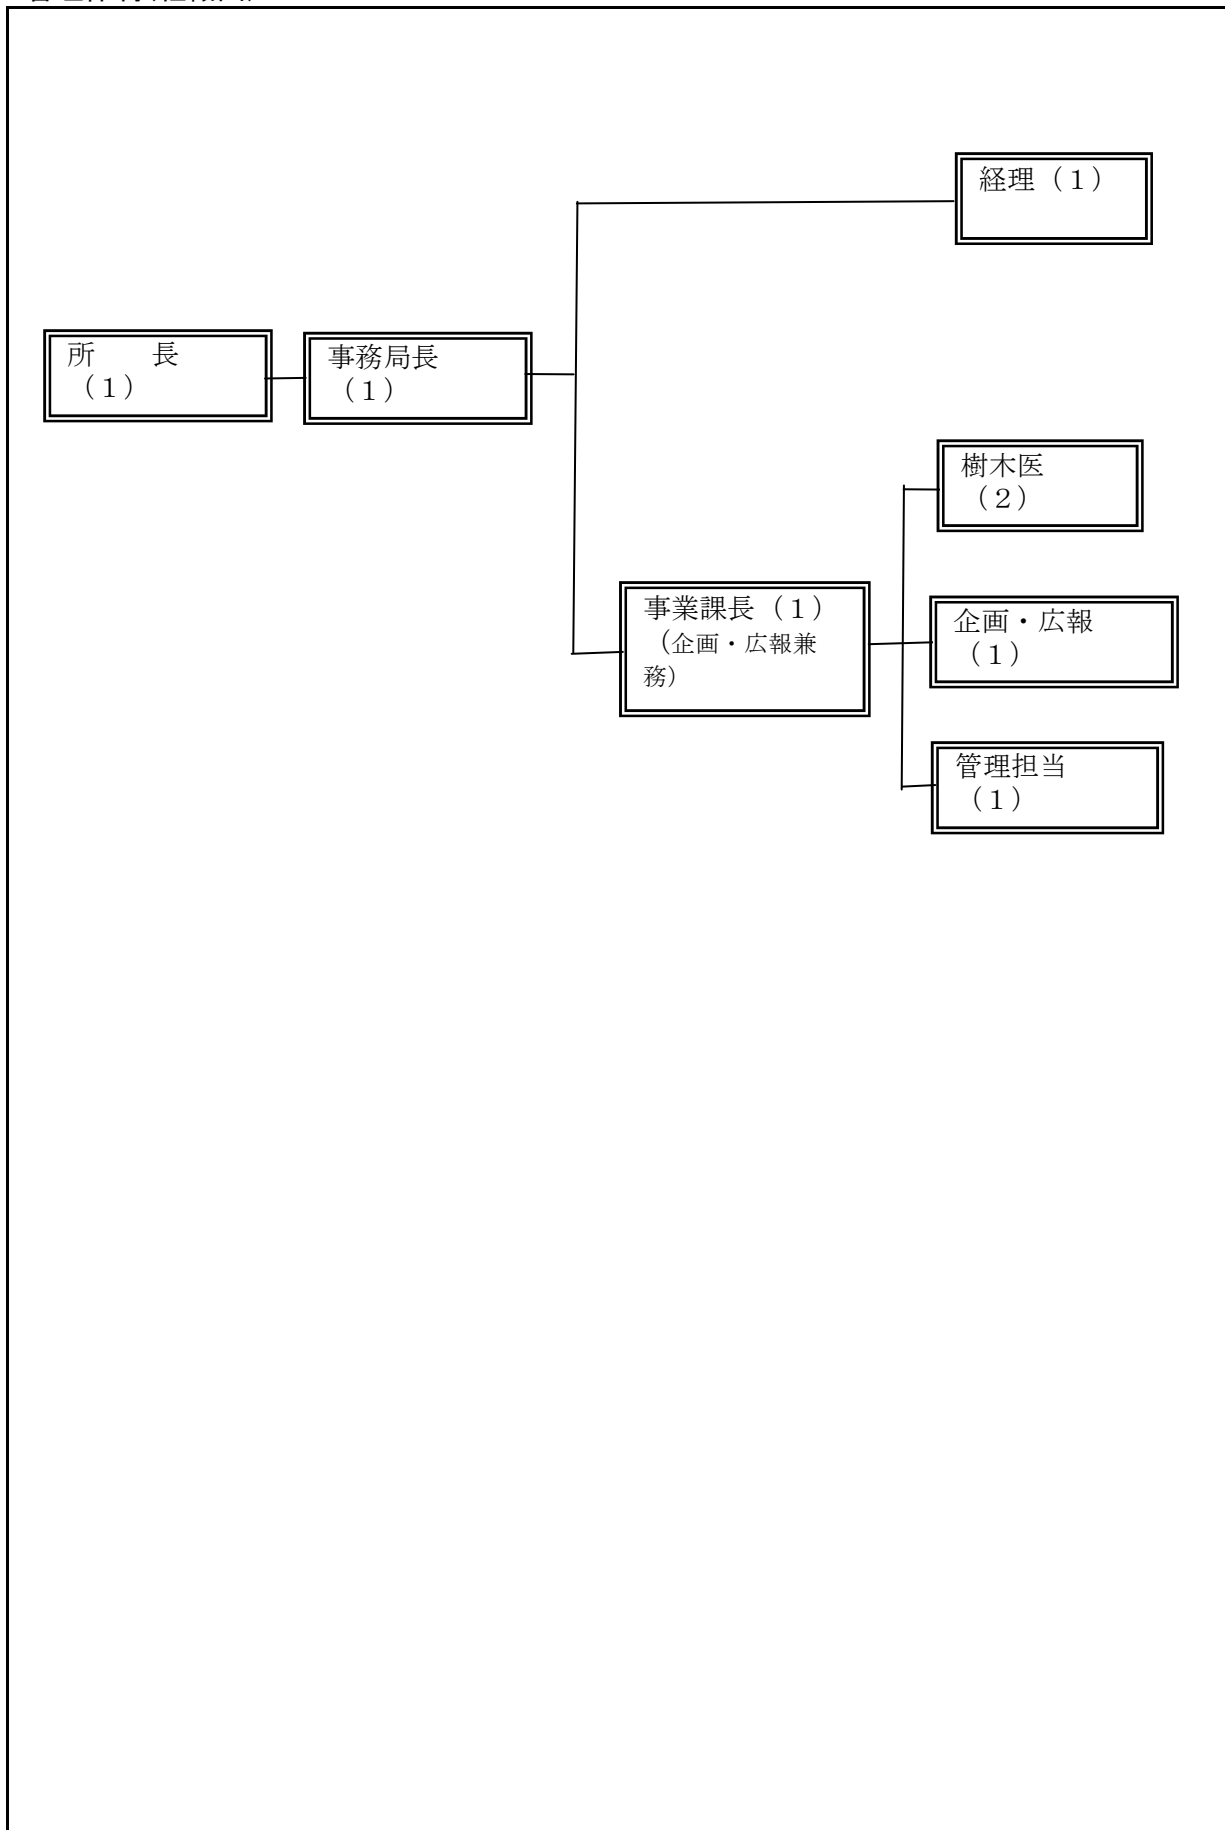 経理（１）
所　　長
（１）
事務局長
（１）
樹木医
（２）
事業課長（１）
（企画・広報兼
務）
企画・広報
（１）
管理担当
（１）